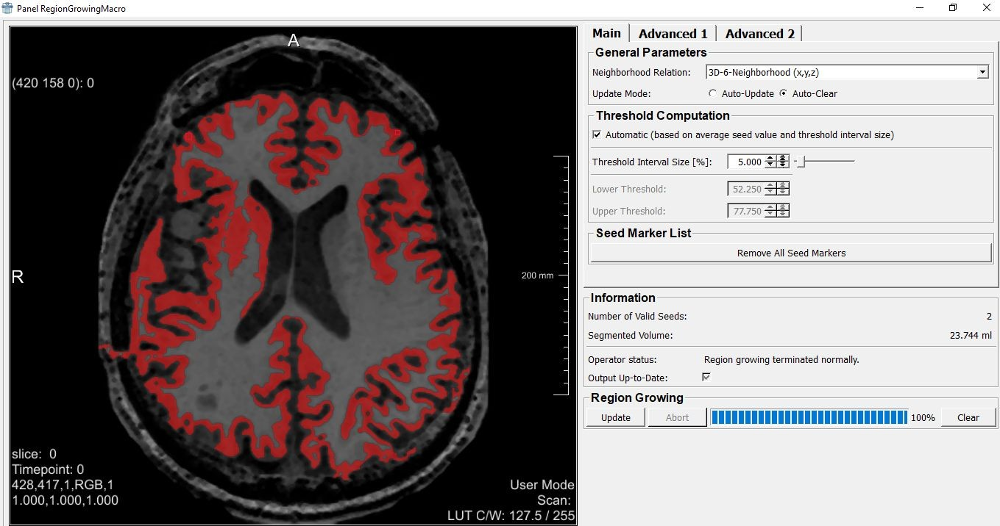 Panel RegionGrowingMacro
A
(420 158 0): 0
R
200 mm
slice: 0
Timepoint: 0
428,417,1,RGB,1
1.000,1.000,1.000
User Mode
Scan:
LUT C/W: 127.5 / 255
Main Advanced 1 Advanced 2
General Parameters
Neighborhood Relation: 3D-6-Neighborhood (x,y,z)
Update Mode: Auto-Update Auto-Clear
Threshold Computation
Automatic (based on average seed value and threshold interval size)
Threshold Interval Size [%]: 5.000
Lower Threshold: 52.250
Upper Threshold: 77.750
Seed Marker List
Remove All Seed Markers
Information
Number of Valid Seeds: 2
Segmented Volume: 23.744 ml
Operator status: Region growing terminated normally.
Output Up-to-Date:
Region Growing
Update Abort 100% Clear